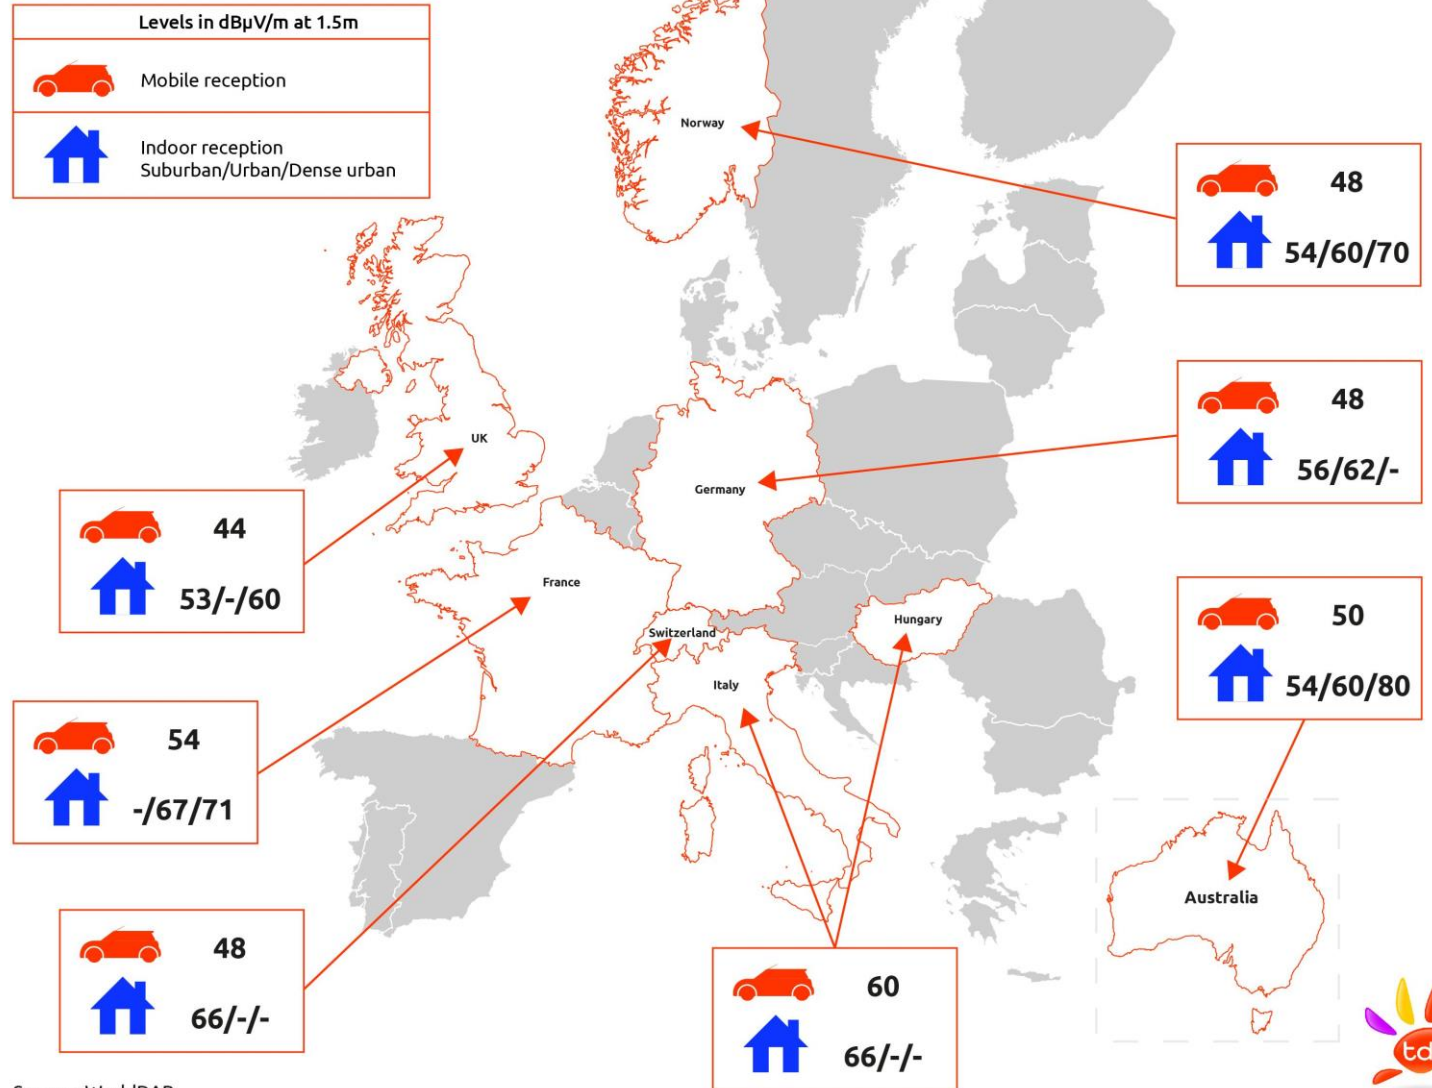 Levels in dBµV/m at 1.5m
Mobile reception
Indoor reception
Suburban/Urban/Dense urban
Norway
48
54/60/70
48
56/62/-
UK
Germany
44
53/-/60
France
Switzerland
Hungary
50
54/60/80
Italy
54
-/67/71
Australia
48
66/-/-
60
66/-/-
td